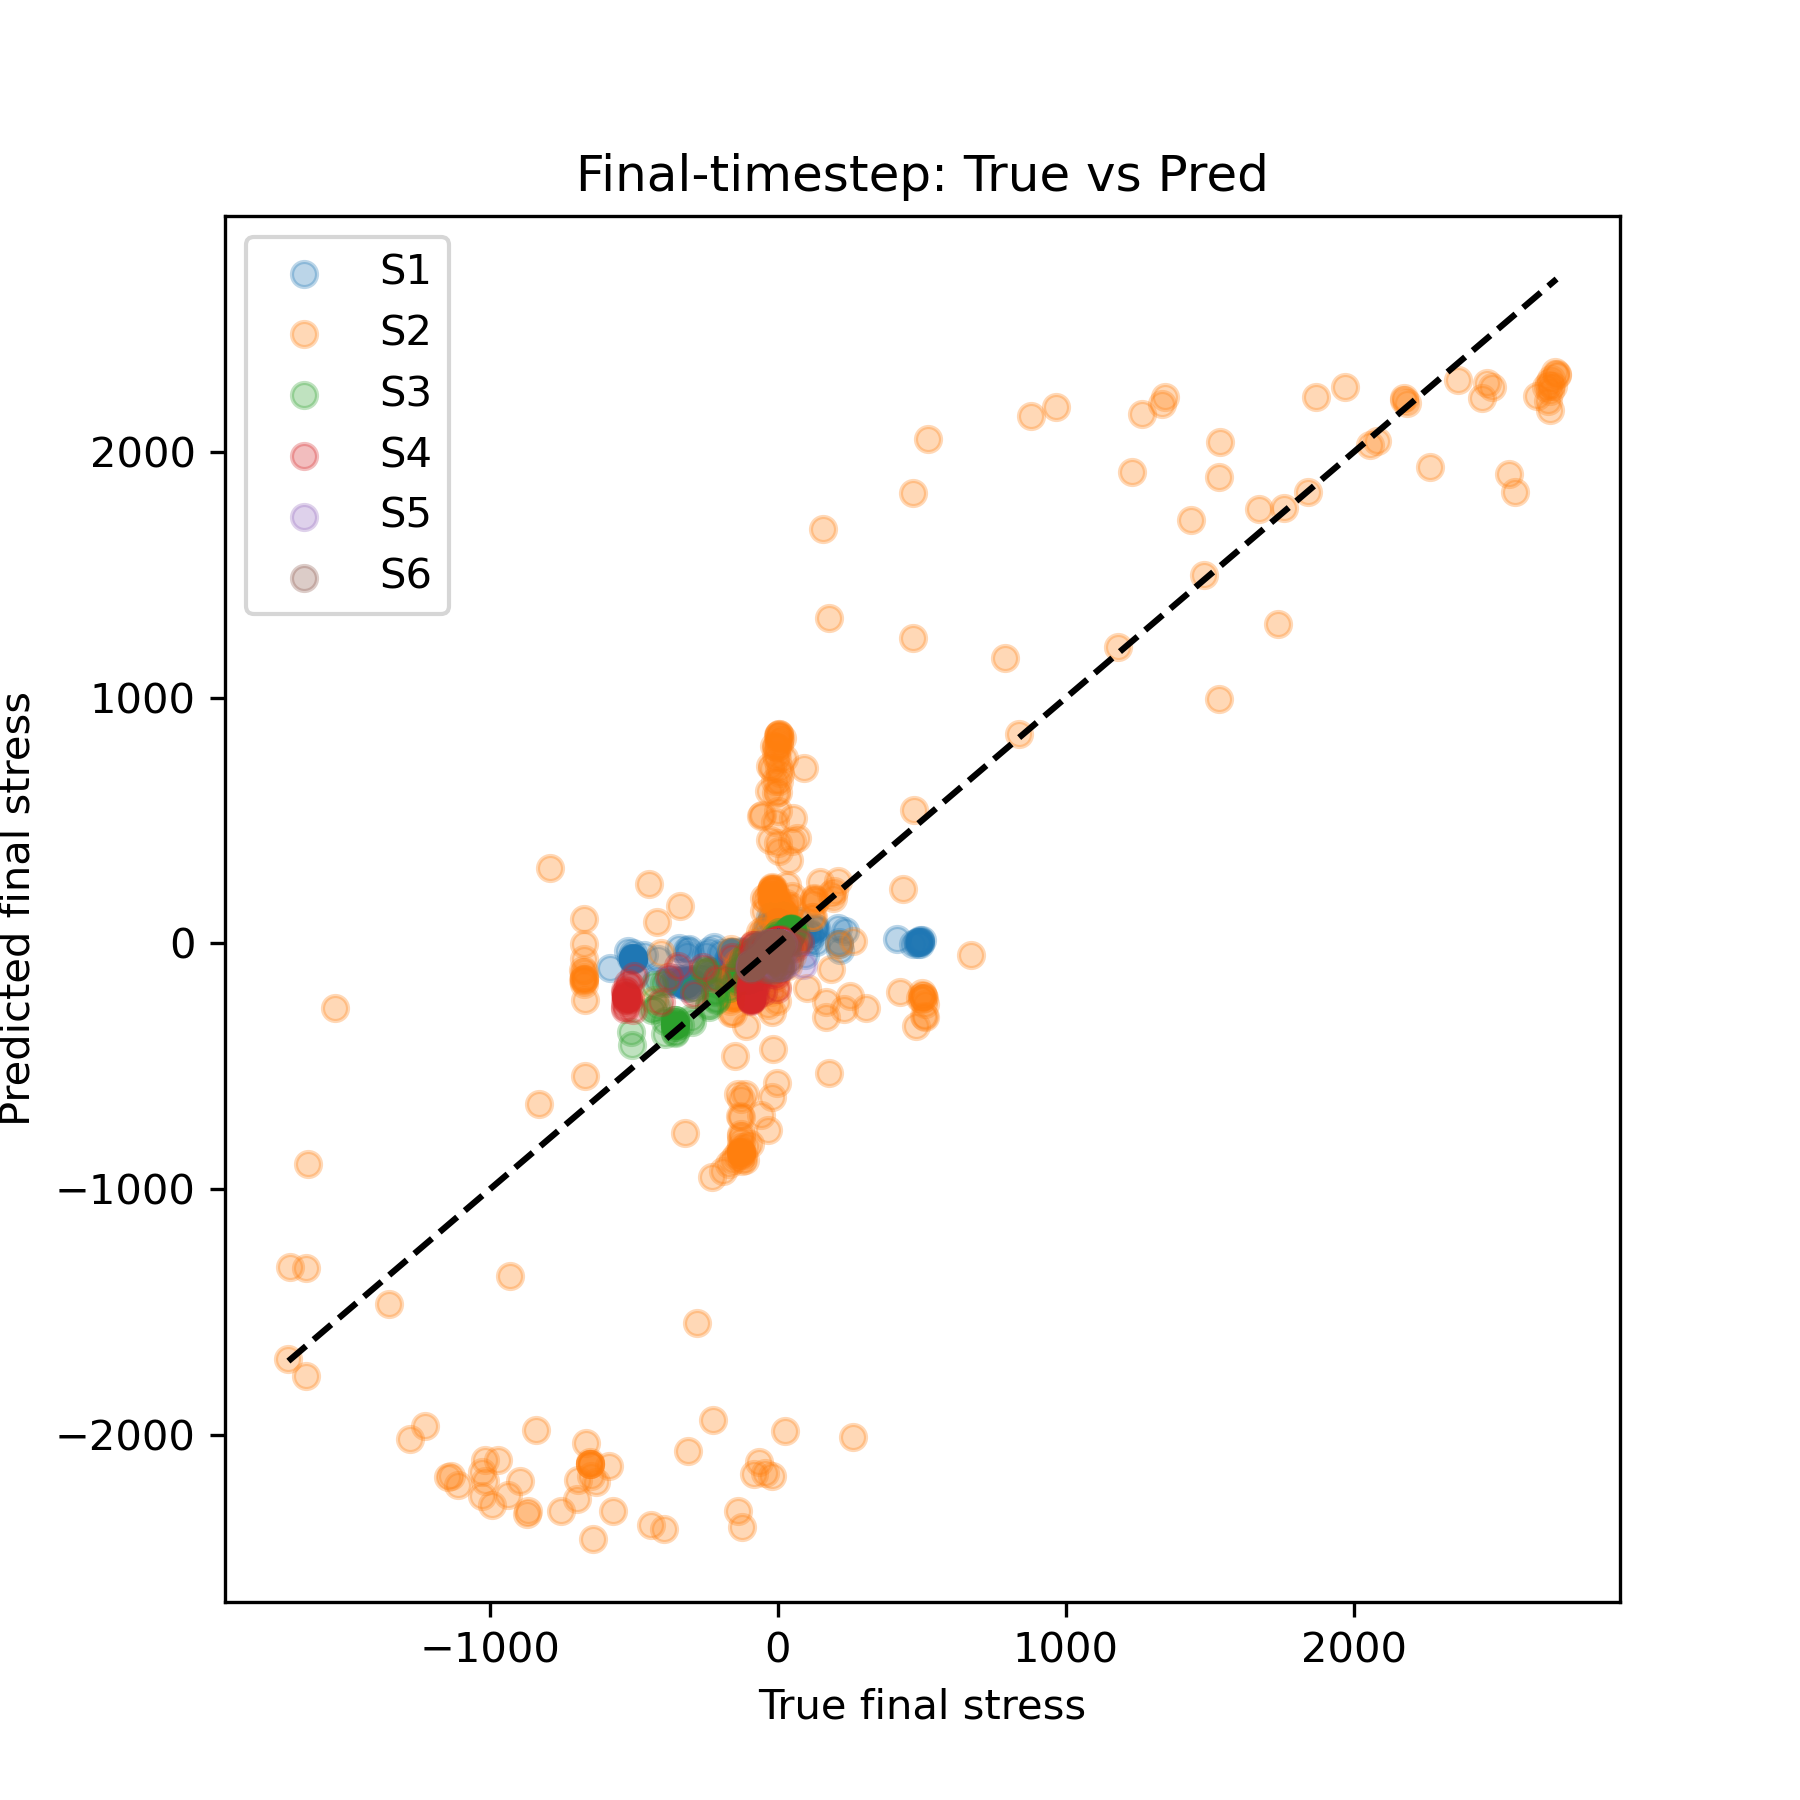 Final-timestep: True vs Pred
S1
S2
S3
S4
S5
S6
Predicted final stress
2000
1000
0
−1000
−2000
−1000
0
1000
2000
True final stress